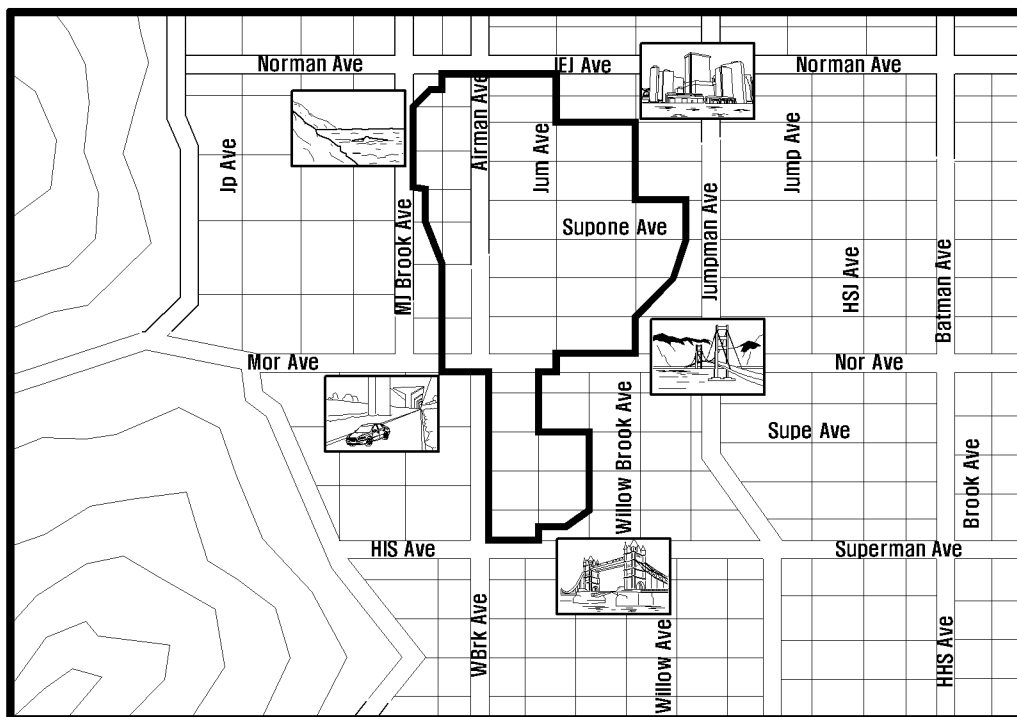 Norman Ave
IEJ Ave
Norman Ave
Jp Ave
Airman Ave
Jum Ave
Jump Ave
MJ Brook Ave
Supone Ave
Jumpman Ave
HSJ Ave
Batman Ave
Mor Ave
Nor Ave
Willow Brook Ave
Supe Ave
Brook Ave
HIS Ave
Superman Ave
WBrk Ave
Willow Ave
HHS Ave